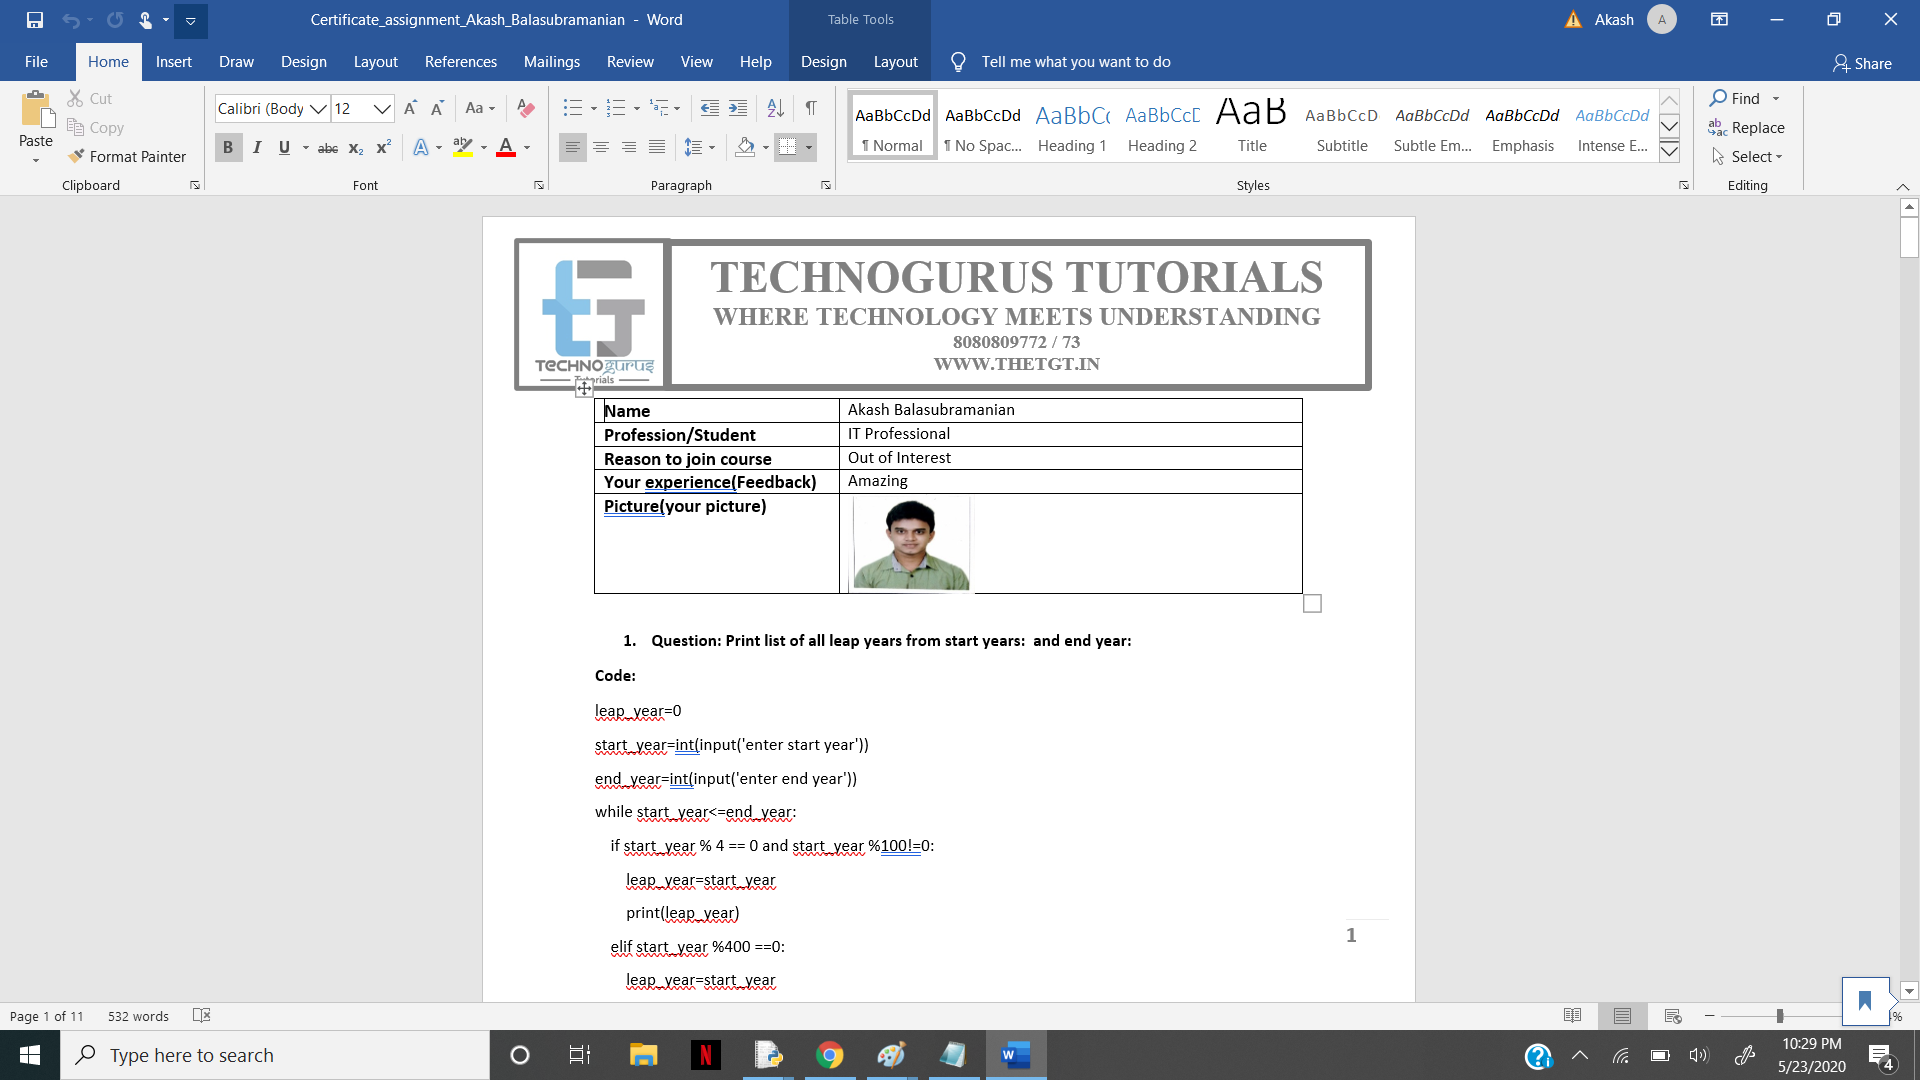 Certificate_assignment_Akash_Balasubramanian - Word
Table Tools
Akash
A
File Home Insert Draw Design Layout References Mailings Review View Help Design Layout Tell me what you want to do Share
Paste
Cut
Copy
Format Painter
Clipboard
Calibri (Body 12
Font
Paragraph
AaBbCcDd AaBbCcDd AaBbCc AaBbCcE AaB AaBbCcD AaBbCcDd AaBbCcDd AaBbCcDd
¶ Normal ¶ No Spac... Heading 1 Heading 2 Title Subtitle Subtle Em... Emphasis Intense E...
Styles
Find
Replace
Select
Editing
TECHNOgurus
Tutorials
TECHNOGURUS TUTORIALS
WHERE TECHNOLOGY MEETS UNDERSTANDING
8080809772 / 73
WWW.THETGT.IN
Name Akash Balasubramanian
Profession/Student IT Professional
Reason to join course Out of Interest
Your experience(Feedback) Amazing
Picture(your picture)
1. Question: Print list of all leap years from start years: and end year:
Code:
leap_year=0
start_year=int(input('enter start year'))
end_year=int(input('enter end year'))
while start_year<=end_year:
if start_year % 4 == 0 and start_year %100!=0:
leap_year=start_year
print(leap_year)
elif start_year %400 ==0:
leap_year=start_year
1
Page 1 of 11 532 words
Type here to search
10:29 PM
5/23/2020
4